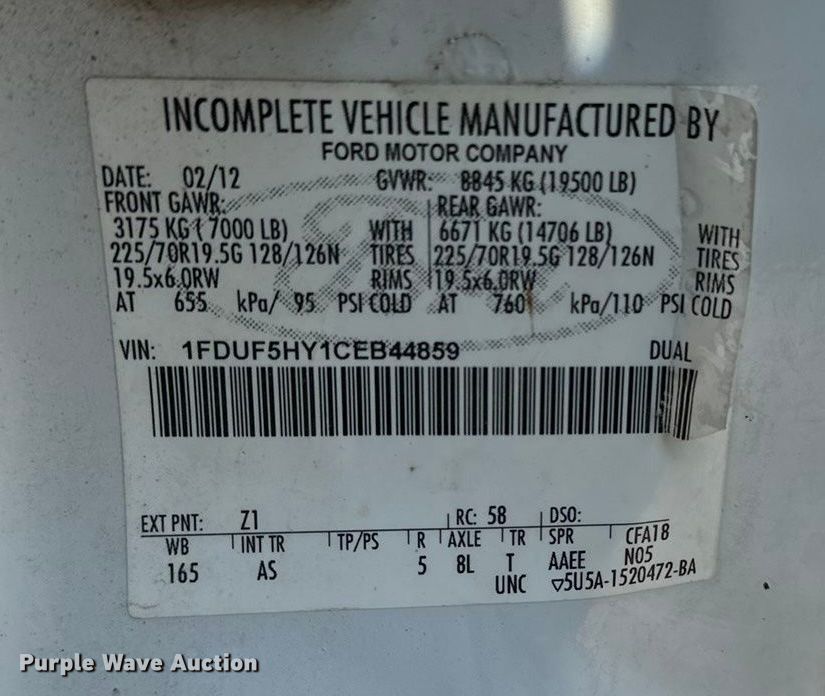 INCOMPLETE VEHICLE MANUFACTURED BY
FORD MOTOR COMPANY
DATE: 02/12 GVWR: 8845 KG (19500 LB)
FRONT GAWR: REAR GAWR:
3175 KG ( 7000 LB) WITH 6671 KG (14706 LB) WITH
225/70R19.5G 128/126N TIRES 225/70R19.5G 128/126N TIRES
19.5x6.0RW RIMS 19.5x6.0RW RIMS
AT 655 kPa/ 95 PSI COLD AT 760 kPa/110 PSI COLD
VIN: 1FDUF5HY1CEB44859 DUAL
EXT PNT: Z1 RC: 58 DSO:
WB INT TR TP/PS R AXLE TR SPR CFA18
165 AS 5 8L T AAEE N05
UNC ▽5U5A-1520472-BA
Purple Wave Auction